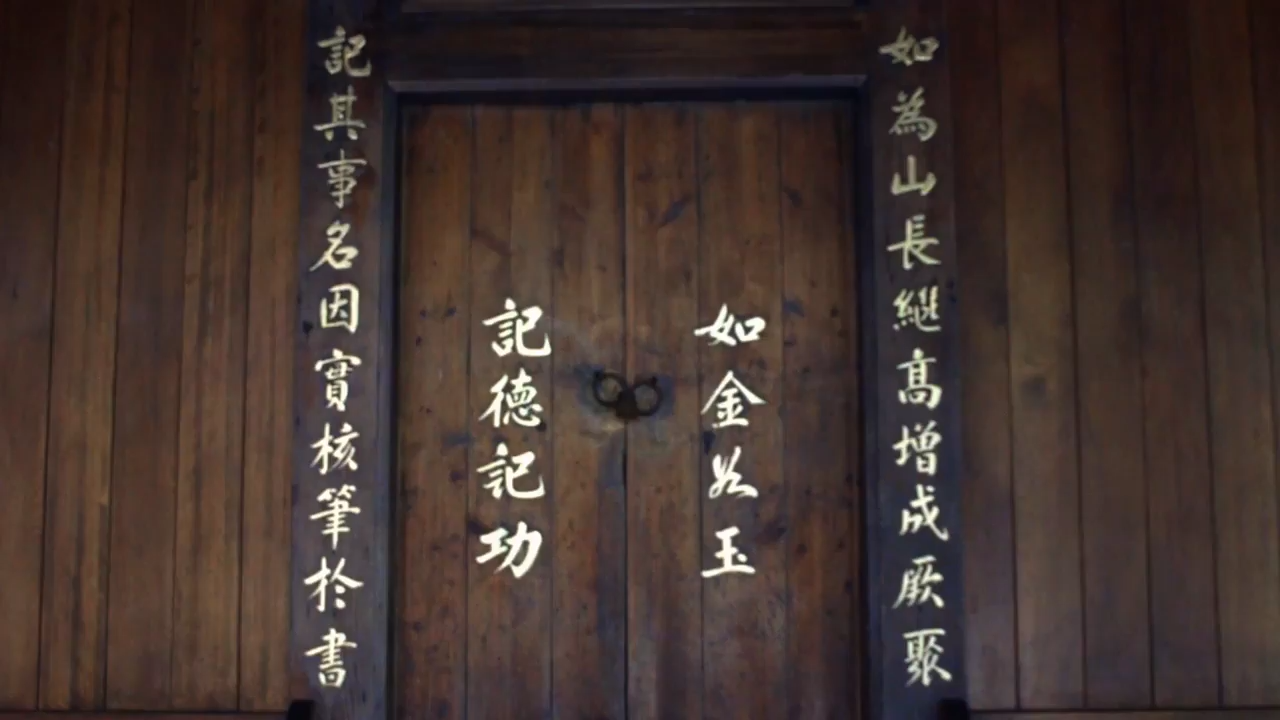 如為山長繼高增成厥聚
如金如玉
記德記功
記其事名因實核筆於書